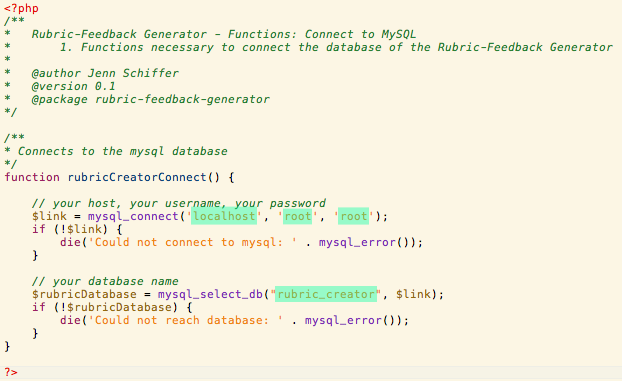 <?php
/**
*   Rubric-Feedback Generator - Functions: Connect to MySQL
*       1. Functions necessary to connect the database of the Rubric-Feedback Generator
*
*   @author Jenn Schiffer
*   @version 0.1
*   @package rubric-feedback-generator
*/

/**
* Connects to the mysql database
*/
function rubricCreatorConnect() {

    // your host, your username, your password
    $link = mysql_connect('localhost', 'root', 'root');
    if (!$link) {
        die('Could not connect to mysql: ' . mysql_error());
    }

    // your database name
    $rubricDatabase = mysql_select_db("rubric_creator", $link);
    if (!$rubricDatabase) {
        die('Could not reach database: ' . mysql_error());
    }
}

?>